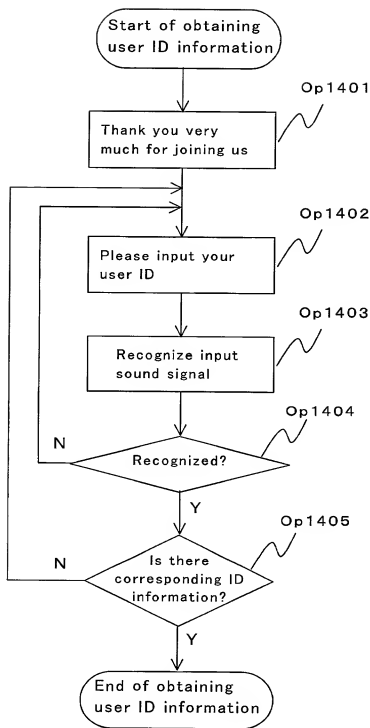 Start of obtaining
user ID information
Op1401
Thank you very
much for joining us
Op1402
Please input your
user ID
Op1403
Recognize input
sound signal
Op1404
N
Recognized?
Y
Op1405
N
Is there
corresponding ID
information?
Y
End of obtaining
user ID information